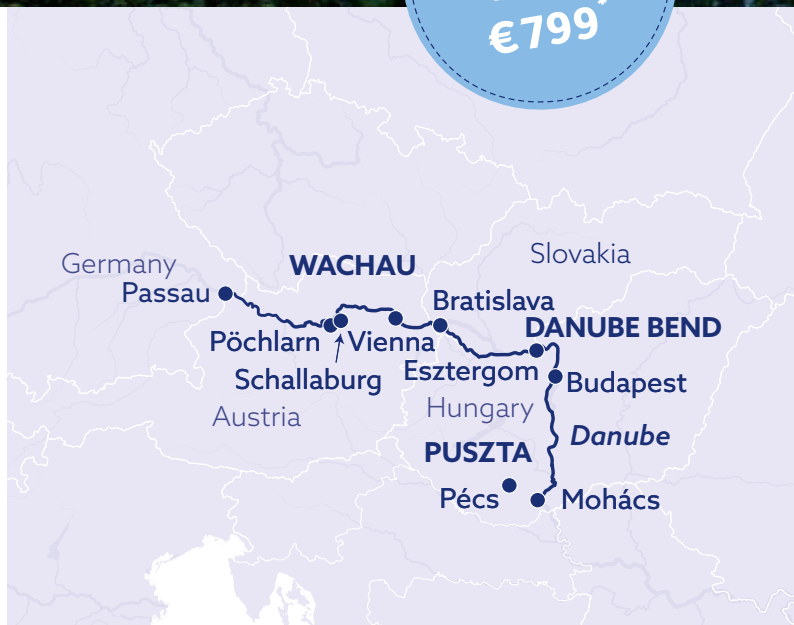 €799*
Germany
WACHAU
Slovakia
Passau
Bratislava
Pöchlarn
Vienna
DANUBE BEND
Schallaburg
Esztergom
Budapest
Austria
Hungary
Danube
PUSZTA
Pécs
Mohács